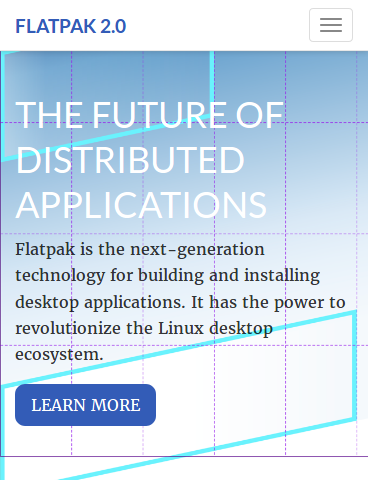 FLATPAK 2.0
THE FUTURE OF
DISTRIBUTED
APPLICATIONS
Flatpak is the next-generation
technology for building and installing
desktop applications. It has the power to
revolutionize the Linux desktop
ecosystem.
LEARN MORE